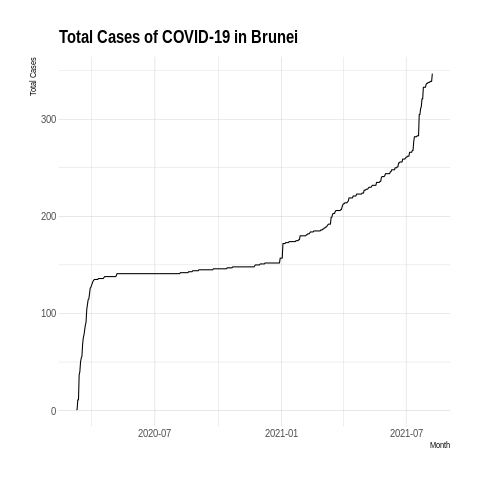 Total Cases of COVID-19 in Brunei
Total Cases
300
200
100
0
2020-07
2021-01
2021-07
Month